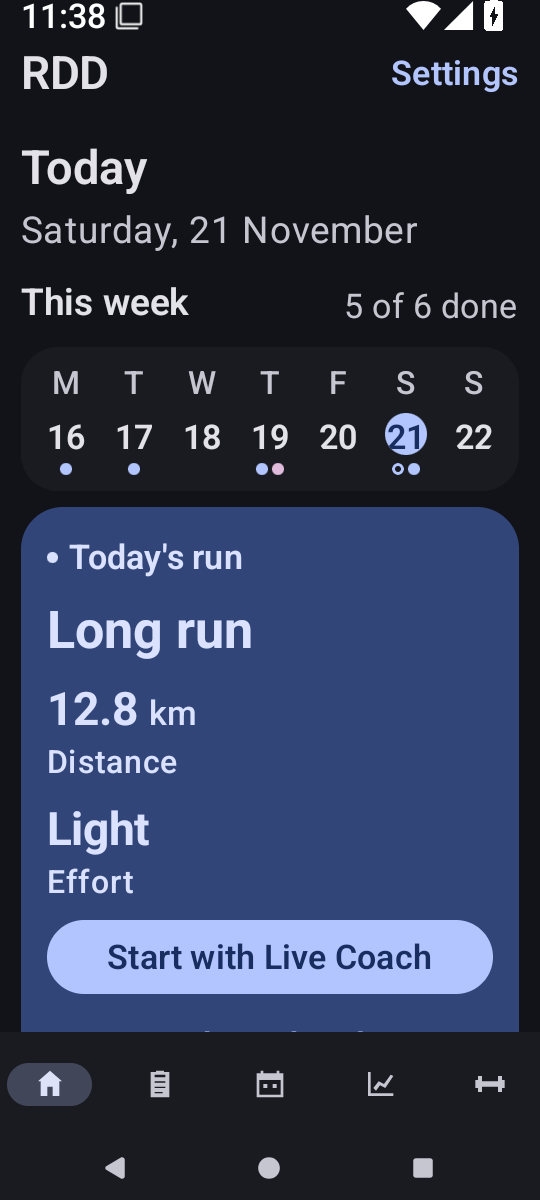 11:38
RDD
Settings
Today
Saturday, 21 November
This week
5 of 6 done
M T W T F S S
16 17 18 19 20 21 22
Today's run
Long run
12.8 km
Distance
Light
Effort
Start with Live Coach